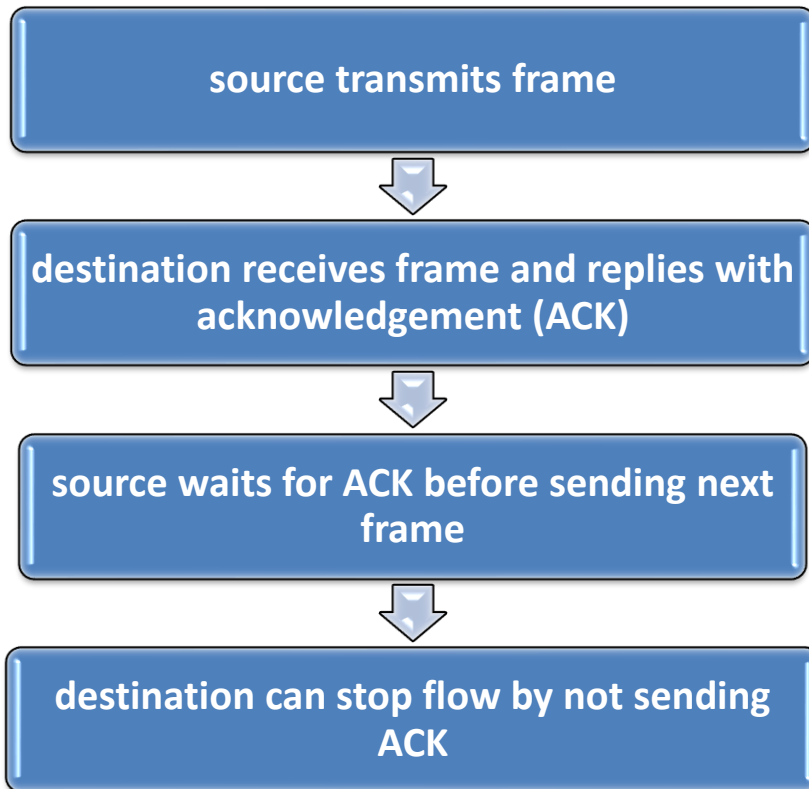 source transmits frame
destination receives frame and replies with
acknowledgement (ACK)
source waits for ACK before sending next
frame
destination can stop flow by not sending
ACK